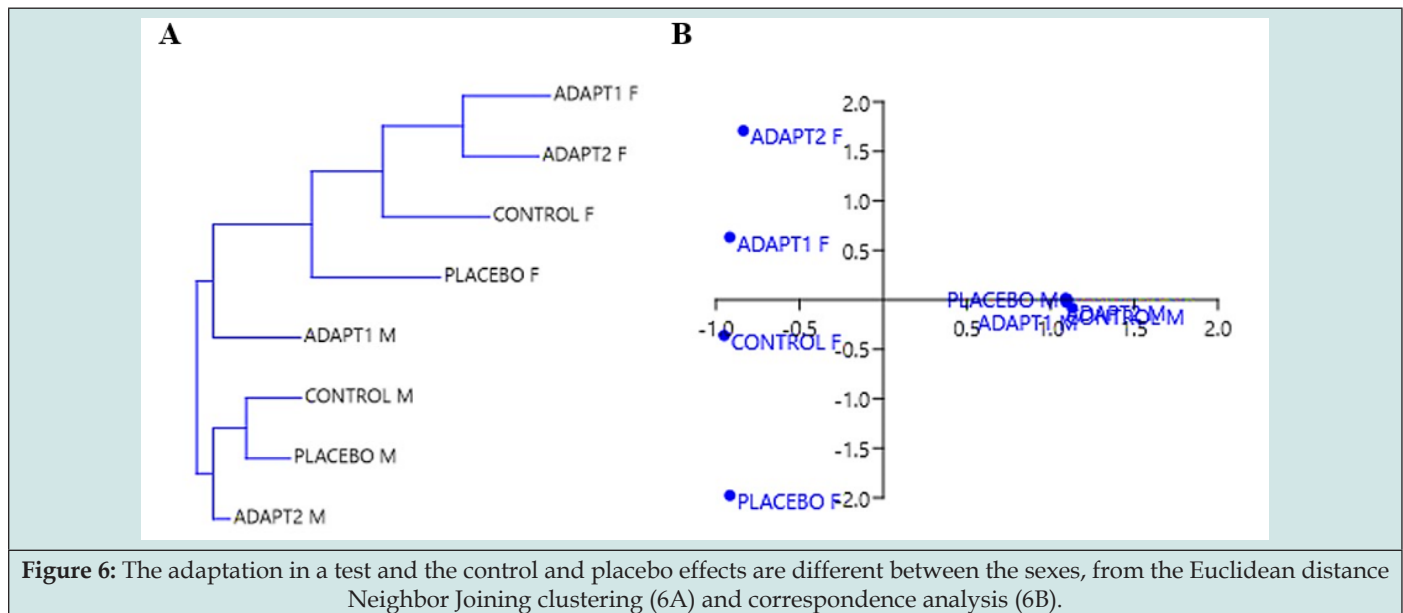 A
B
ADAPT1 F
ADAPT2 F
CONTROL F
PLACEBO F
ADAPT1 M
CONTROL M
PLACEBO M
ADAPT2 M
2.0
ADAPT2 F
1.5
1.0
ADAPT1 F
0.5
PLACEBO M
ADAPT2 M
ADAPT1 M
CONTROL M
-1.0
-0.5
0.5
1.0
1.5
2.0
CONTROL F
-0.5
-1.0
-1.5
PLACEBO F
-2.0
Figure 6: The adaptation in a test and the control and placebo effects are different between the sexes, from the Euclidean distance
Neighbor Joining clustering (6A) and correspondence analysis (6B).